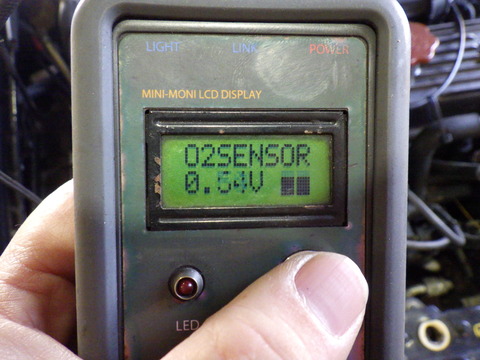 LIGHT LINK POWER
MINI-MONI LCD DISPLAY
O2SENSOR
0.54V
LED